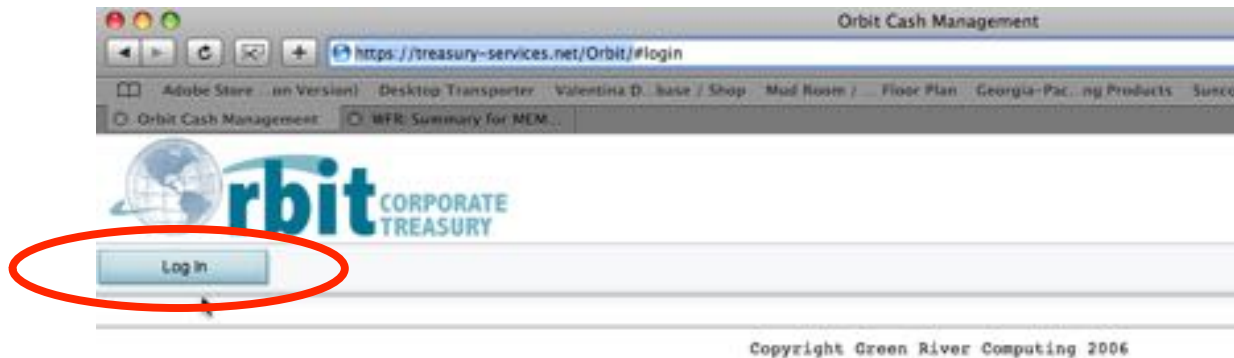 Orbit Cash Management
https://treasury-services.net/Orbit/#login
Adobe Store ...on Version) Desktop Transporter Valentina D...base / Shop Mud Room / ...Floor Plan Georgia-Pac...ng Products
Orbit Cash Management WFR: Summary for MEM...
Orbit CORPORATE
TREASURY
Log In
Copyright Green River Computing 2006